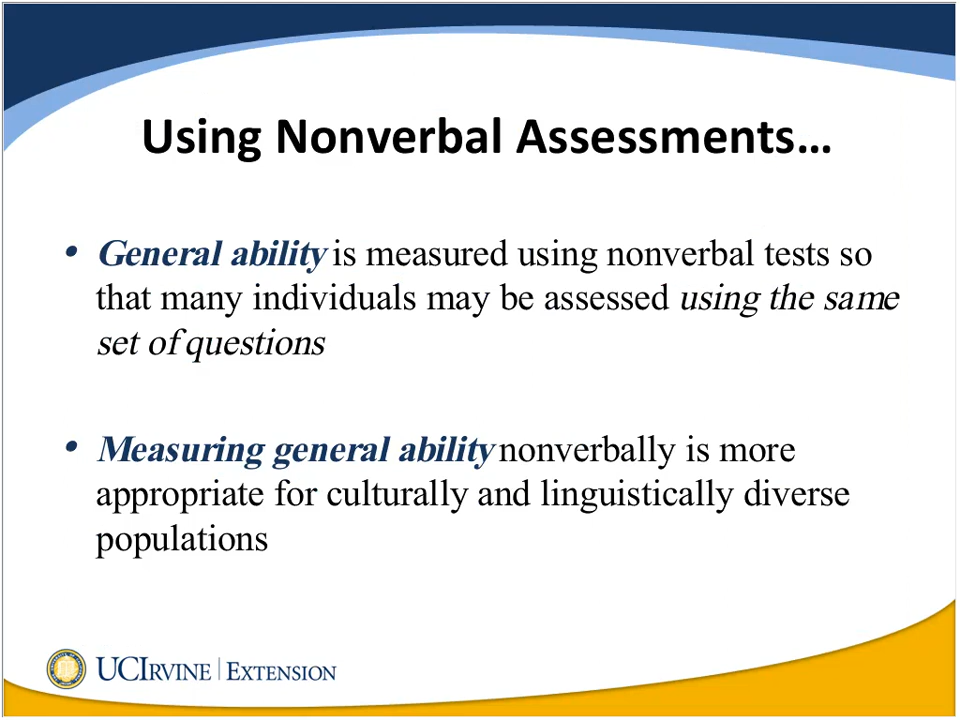 Using Nonverbal Assessments…
• General ability is measured using nonverbal tests so
that many individuals may be assessed using the same
set of questions
• Measuring general ability nonverbally is more
appropriate for culturally and linguistically diverse
populations
UCIRVINE | EXTENSION